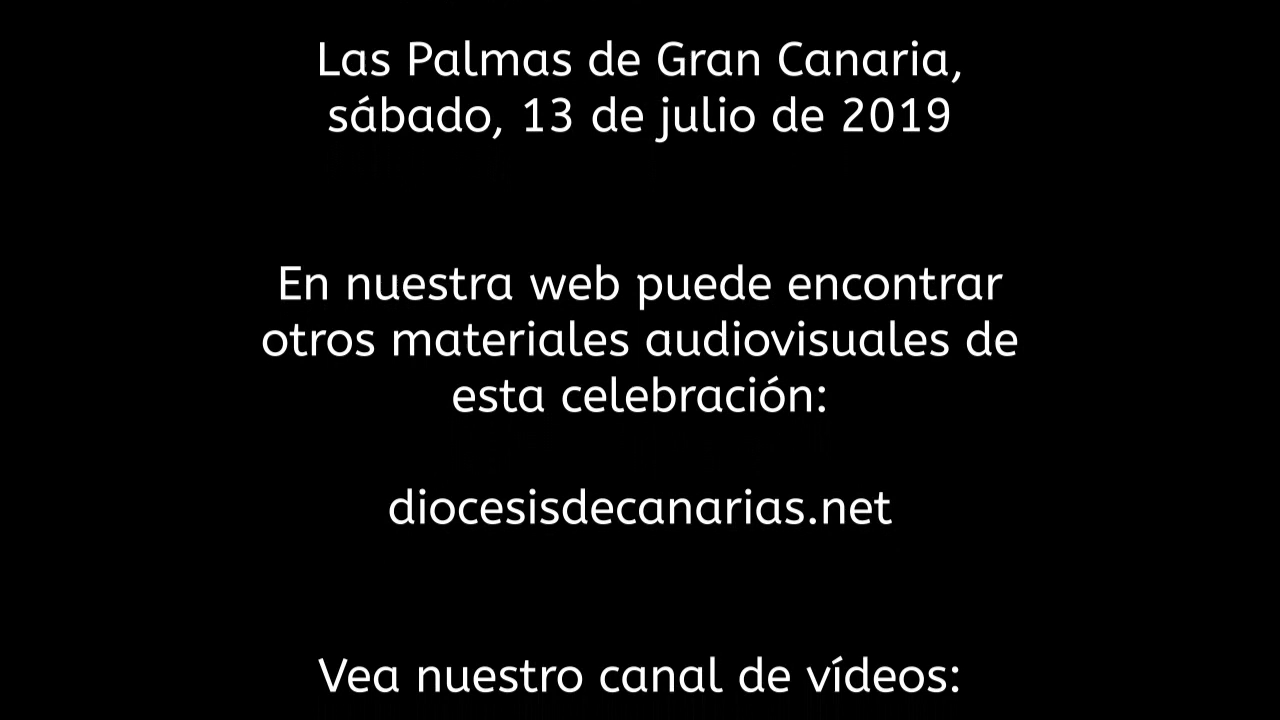 Las Palmas de Gran Canaria,
sábado, 13 de julio de 2019
En nuestra web puede encontrar
otros materiales audiovisuales de
esta celebración:
diocesisdecanarias.net
Vea nuestro canal de vídeos: